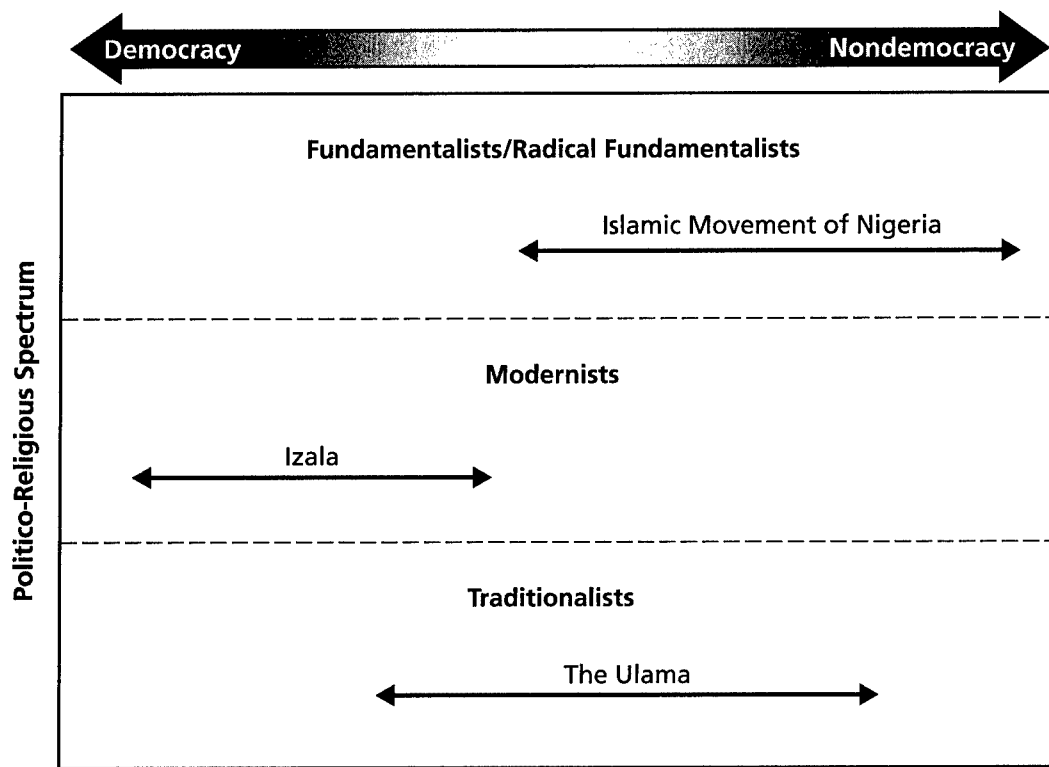 Democracy
Nondemocracy
Politico-Religious Spectrum
Fundamentalists/Radical Fundamentalists
Islamic Movement of Nigeria
Modernists
Izala
Traditionalists
The Ulama